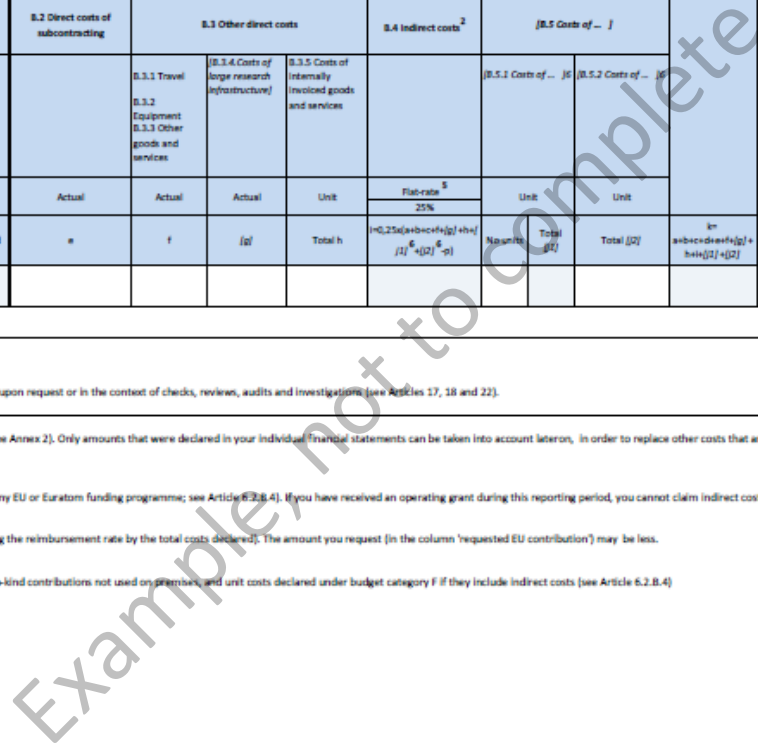 B.2 Direct costs of subcontracting
B.3 Other direct costs
B.4 Indirect costs2
[B.5 Costs of ... ]
B.3.1 Travel
B.3.2 Equipment
B.3.3 Other goods and services
[B.3.4 Costs of large research infrastructure]
B.3.5 Costs of internally invoiced goods and services
[B.5.1 Costs of ... ]6
[B.5.2 Costs of ... ]6
Actual
Actual
Actual
Unit
Flat-rate 5
25%
Unit
Unit
e
f
[g]
Total h
i=0,25x(a+b+c+f+[g]+h+[j1]6+[j2]6-p)
No units
Total [j1]
Total [j2]
k= a+b+c+d+e+f+[g]+ h+i+[j1]+[j2]
upon request or in the context of checks, reviews, audits and investigations (see Articles 17, 18 and 22).
Annex 2). Only amounts that were declared in your individual financial statements can be taken into account lateron, in order to replace other costs that
ny EU or Euratom funding programme; see Article 6.2.B.4). If you have received an operating grant during this reporting period, you cannot claim indirect
g the reimbursement rate by the total costs declared). The amount you request (in the column 'requested EU contribution') may be less.
-kind contributions not used on premises, and unit costs declared under budget category F if they include indirect costs (see Article 6.2.B.4)
Example, not to complete